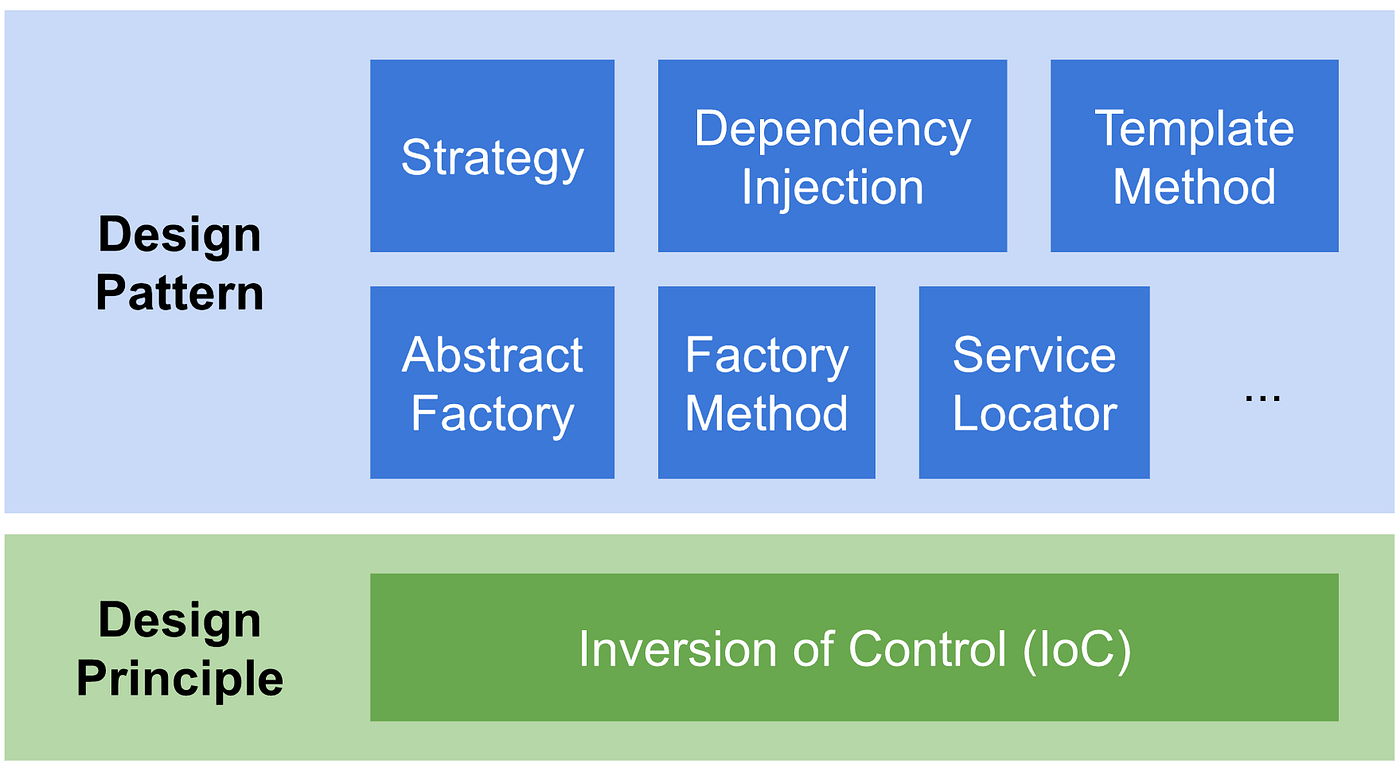 Design
Pattern
Strategy
Dependency
Injection
Template
Method
Abstract
Factory
Factory
Method
Service
Locator
...
Design
Principle
Inversion of Control (IoC)